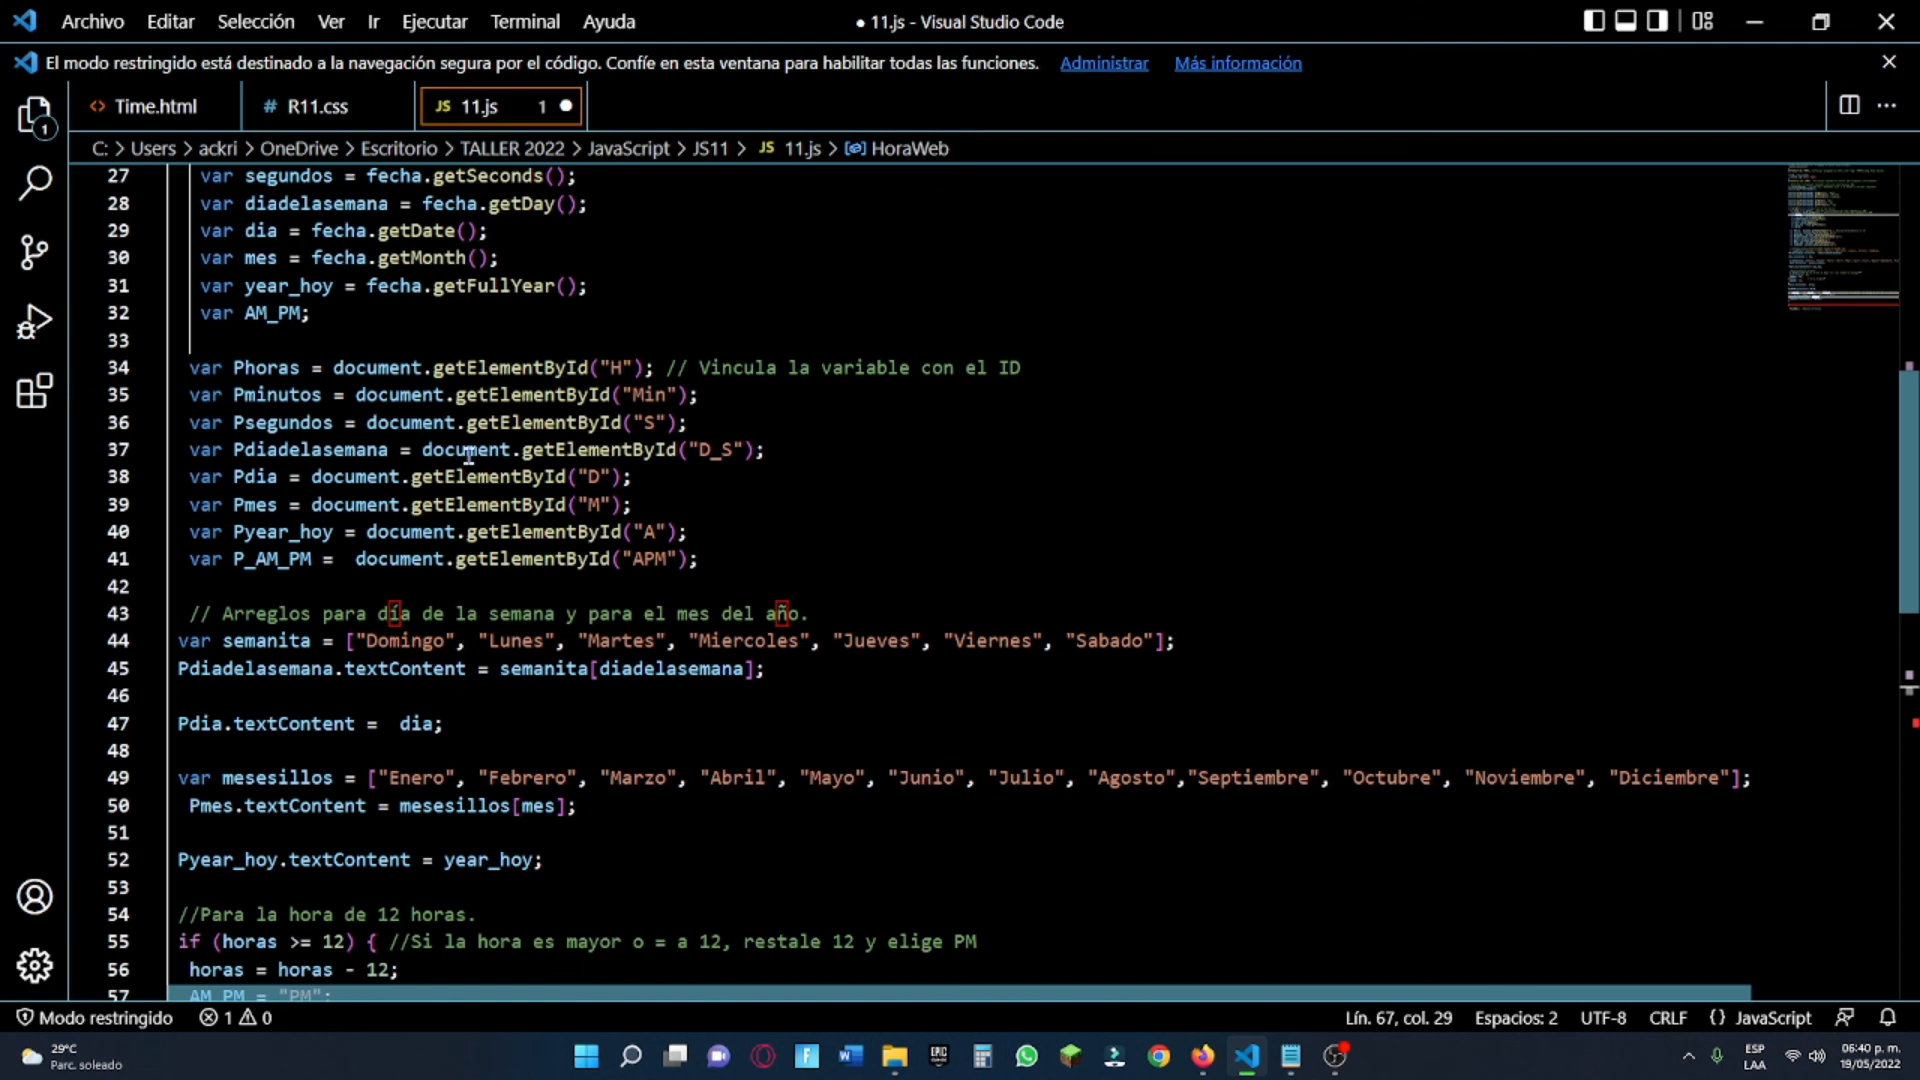 Archivo Editar Selección Ver Ir Ejecutar Terminal Ayuda ● 11.js - Visual Studio Code
El modo restringido está destinado a la navegación segura por el código. Confíe en esta ventana para habilitar todas las funciones. Administrar Más información
<> Time.html # R11.css JS 11.js 1 ●
1
C: > Users > ackri > OneDrive > Escritorio > TALLER 2022 > JavaScript > JS11 > JS 11.js > HoraWeb
27 var segundos = fecha.getSeconds();
28 var diadelasemana = fecha.getDay();
29 var dia = fecha.getDate();
30 var mes = fecha.getMonth();
31 var year_hoy = fecha.getFullYear();
32 var AM_PM;
33
34 var Phoras = document.getElementById("H"); // Vincula la variable con el ID
35 var Pminutos = document.getElementById("Min");
36 var Psegundos = document.getElementById("S");
37 var Pdiadelasemana = document.getElementById("D_S");
38 var Pdia = document.getElementById("D");
39 var Pmes = document.getElementById("M");
40 var Pyear_hoy = document.getElementById("A");
41 var P_AM_PM =  document.getElementById("APM");
42
43 // Arreglos para día de la semana y para el mes del año.
44 var semanita = ["Domingo", "Lunes", "Martes", "Miercoles", "Jueves", "Viernes", "Sabado"];
45 Pdiadelasemana.textContent = semanita[diadelasemana];
46
47 Pdia.textContent =  dia;
48
49 var mesesillos = ["Enero", "Febrero", "Marzo", "Abril", "Mayo", "Junio", "Julio", "Agosto","Septiembre", "Octubre", "Noviembre", "Diciembre"];
50 Pmes.textContent = mesesillos[mes];
51
52 Pyear_hoy.textContent = year_hoy;
53
54 //Para la hora de 12 horas.
55 if (horas >= 12) { //Si la hora es mayor o = a 12, restale 12 y elige PM
56 horas = horas - 12;
57 AM_PM = "PM";
Modo restringido 1 0 Lín. 67, col. 29 Espacios: 2 UTF-8 CRLF {} JavaScript
29°C
Parc. soleado
EPIC
ESP
LAA
06:40 p. m.
19/05/2022